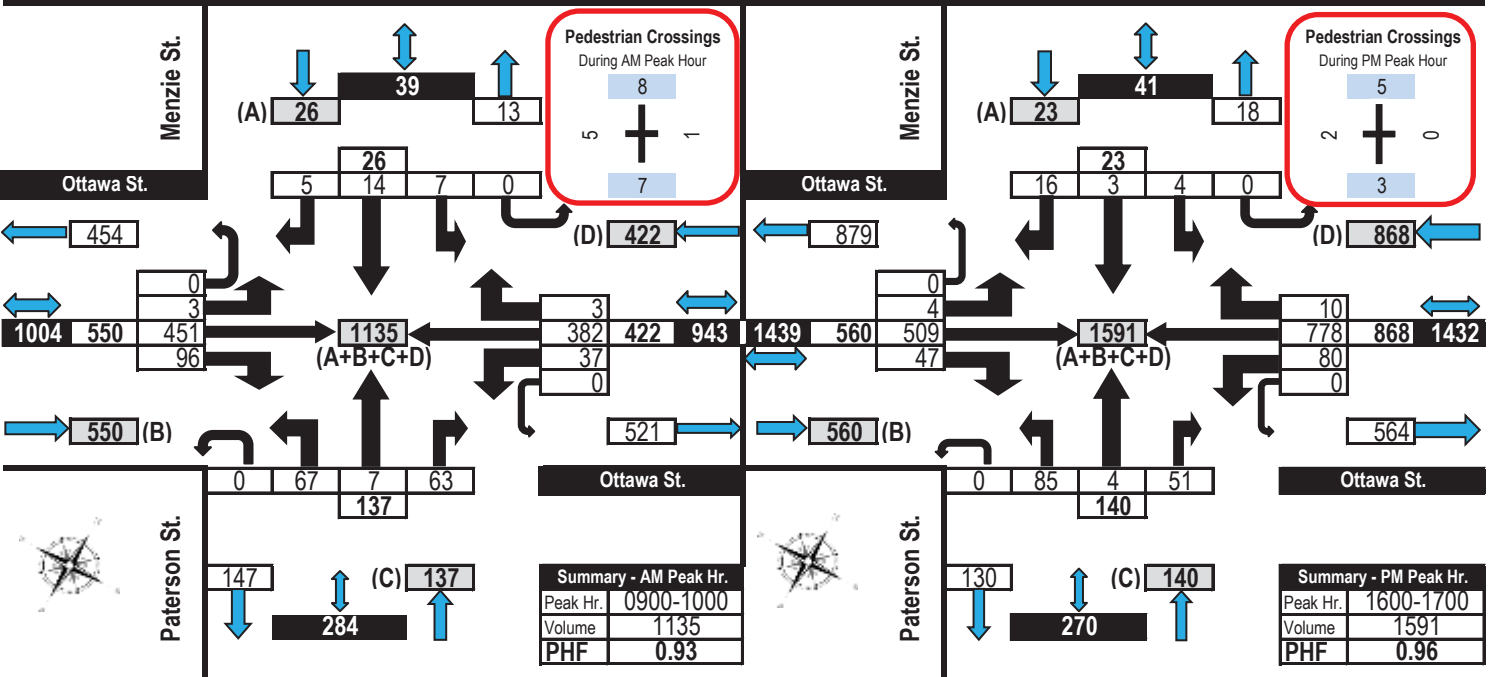 Menzie St.
39
(A) 26
13
26
5 14 7 0
Pedestrian Crossings
During AM Peak Hour
8
5
1
7
Ottawa St.
454
(D) 422
0
3
1004 550 451
96
1135
(A+B+C+D)
3
382 422 943
37
0
550 (B)
521
0 67 7 63
137
Ottawa St.
Paterson St.
147
(C) 137
284
Summary - AM Peak Hr.
Peak Hr. 0900-1000
Volume 1135
PHF 0.93
Menzie St.
41
(A) 23
18
23
16 3 4 0
Pedestrian Crossings
During PM Peak Hour
5
2
0
3
Ottawa St.
879
(D) 868
0
4
1439 560 509
47
1591
(A+B+C+D)
10
778 868 1432
80
0
560 (B)
564
0 85 4 51
140
Ottawa St.
Paterson St.
130
(C) 140
270
Summary - PM Peak Hr.
Peak Hr. 1600-1700
Volume 1591
PHF 0.96